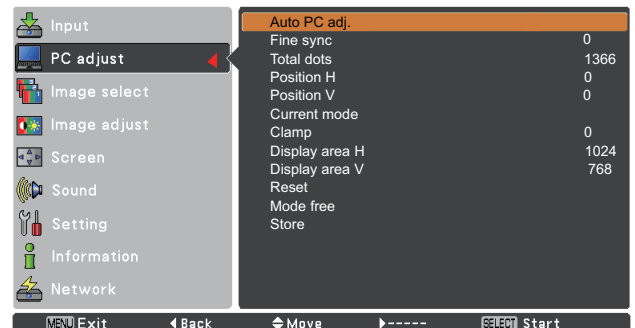 Input
PC adjust
Image select
Image adjust
Screen
Sound
Setting
Information
Network
Auto PC adj.
Fine sync 0
Total dots 1366
Position H 0
Position V 0
Current mode
Clamp 0
Display area H 1024
Display area V 768
Reset
Mode free
Store
MENU Exit Back Move ----- SELECT Start